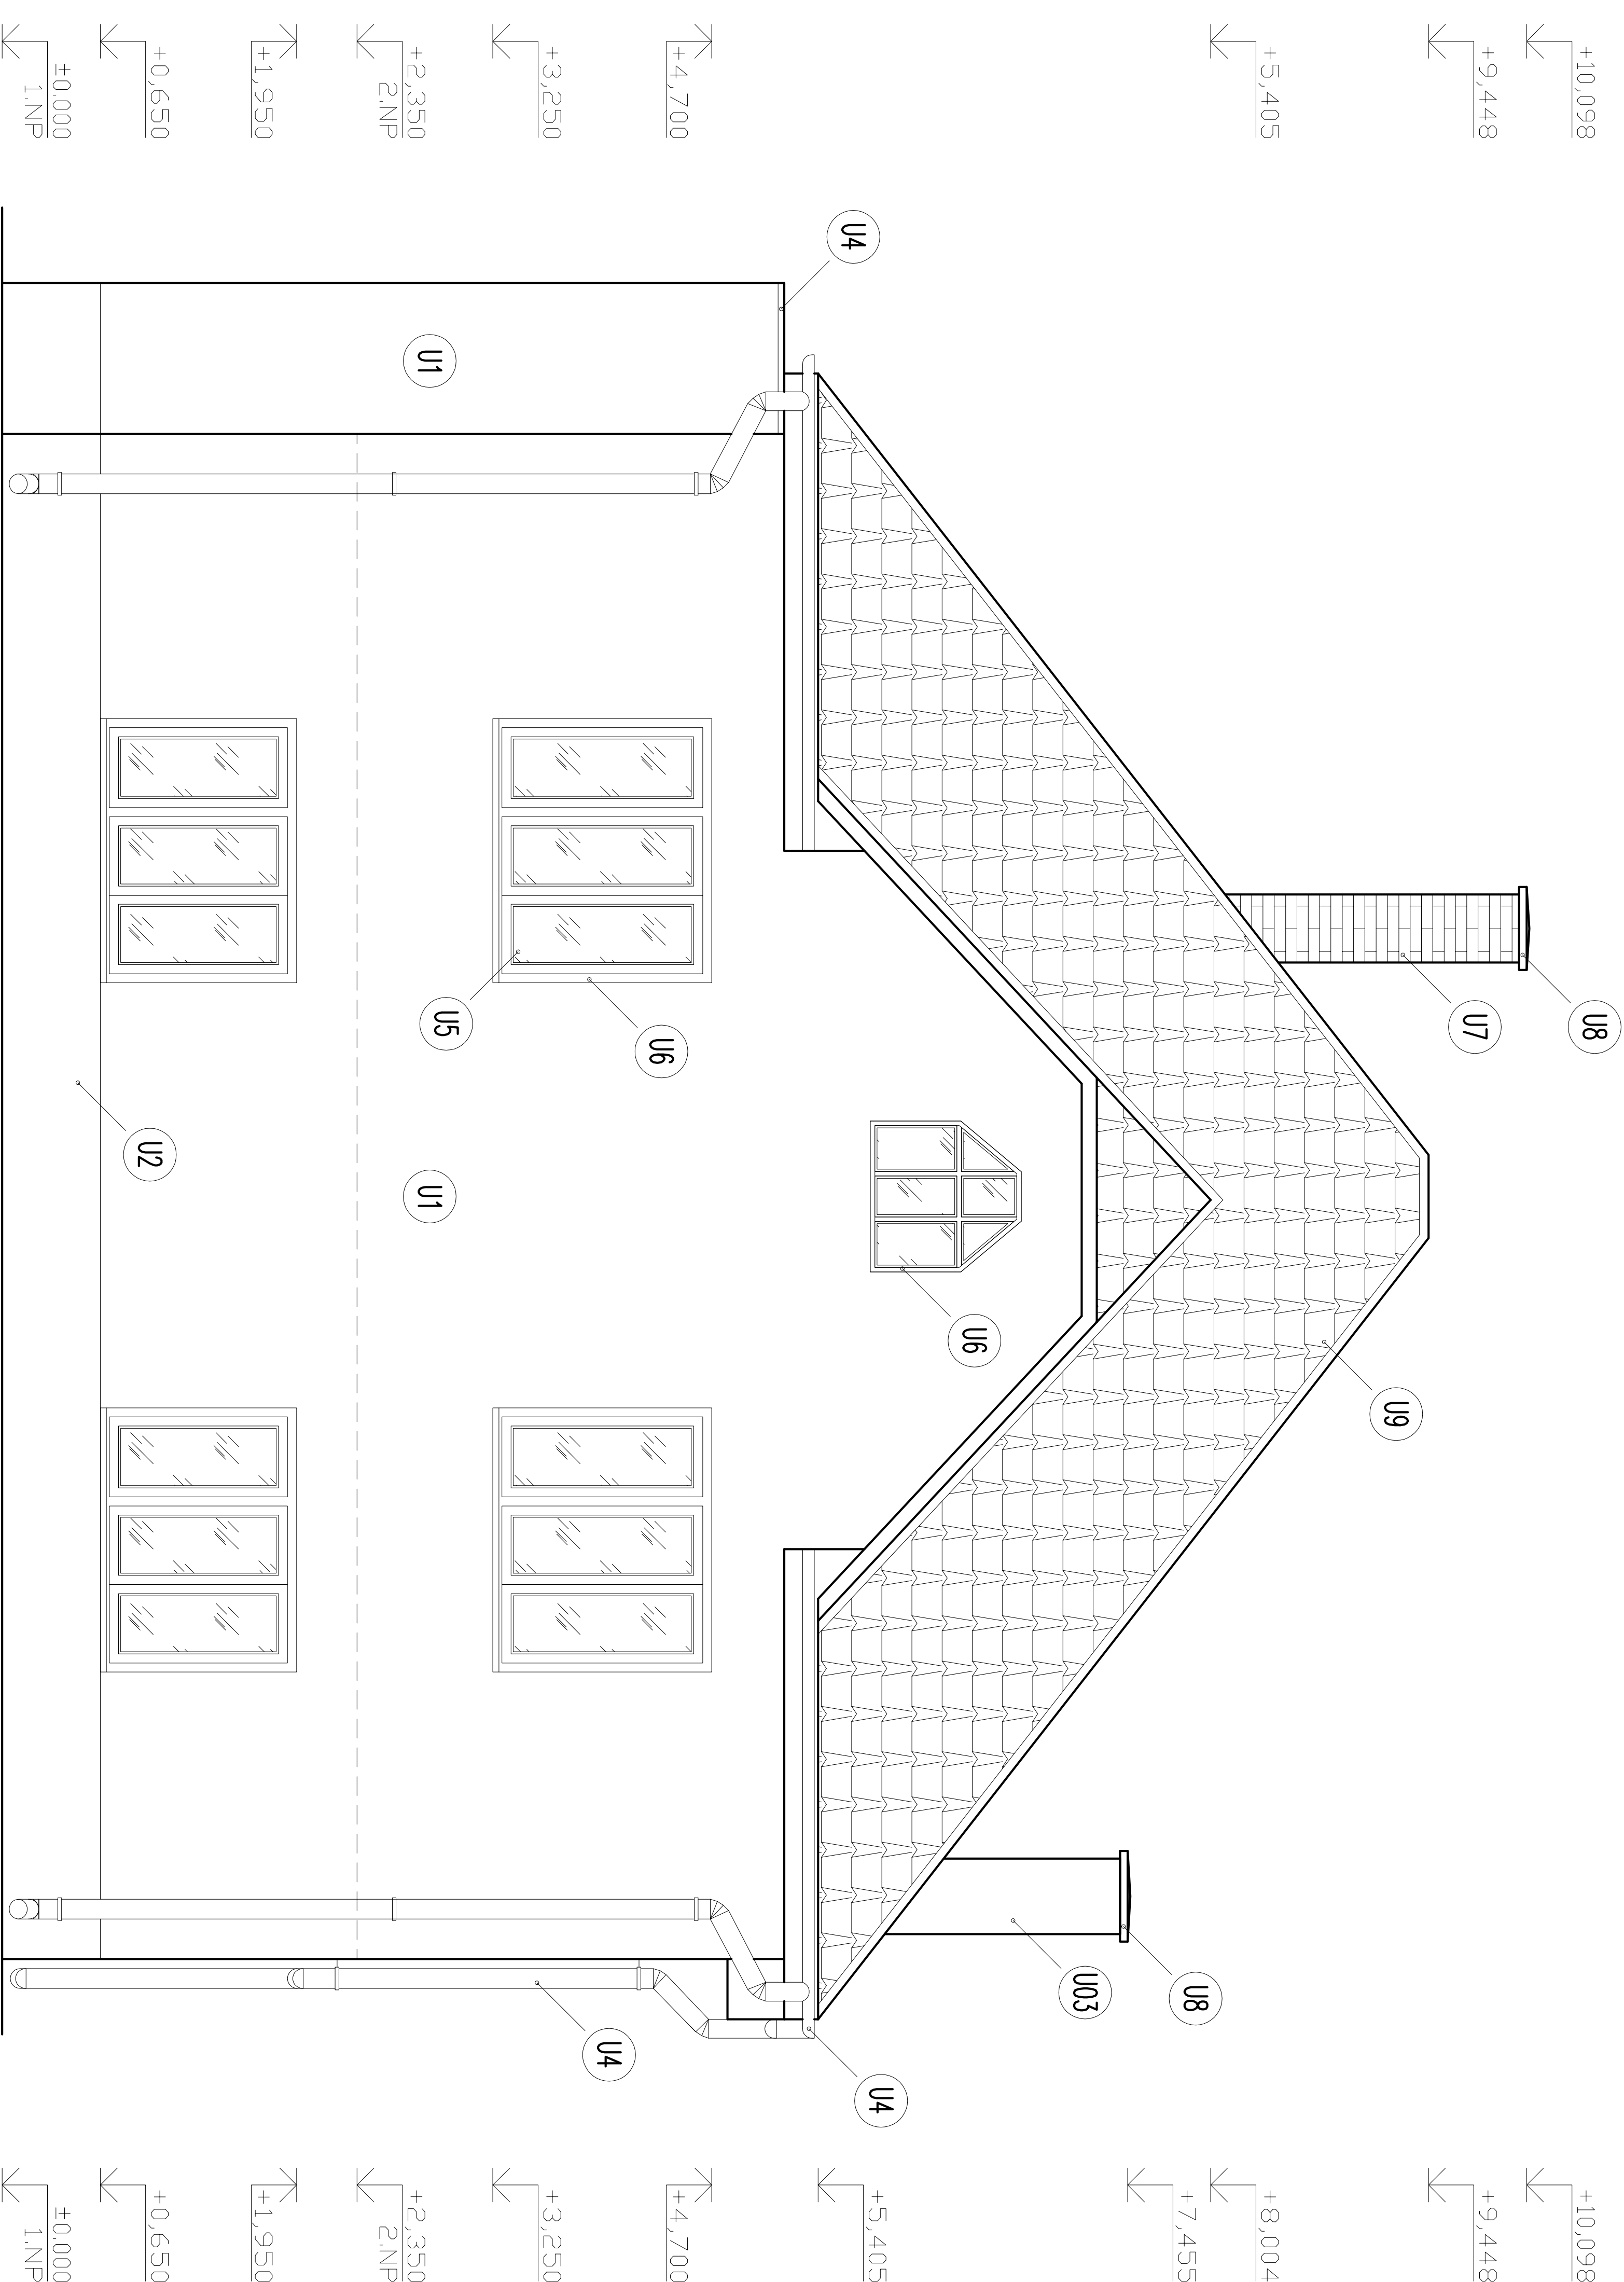 +10,098
+9,448
+5,405
+4,700
+3,250
+2,350
2.NP
+1,950
+0,650
±0,000
1.NP
U8
U7
U9
U4
U6
U8
U03
U1
U5
U6
U1
U2
U4
U4
+10,098
+9,448
+8,004
+7,455
+5,405
+4,700
+3,250
+2,350
2.NP
+1,950
+0,650
±0,000
1.NP